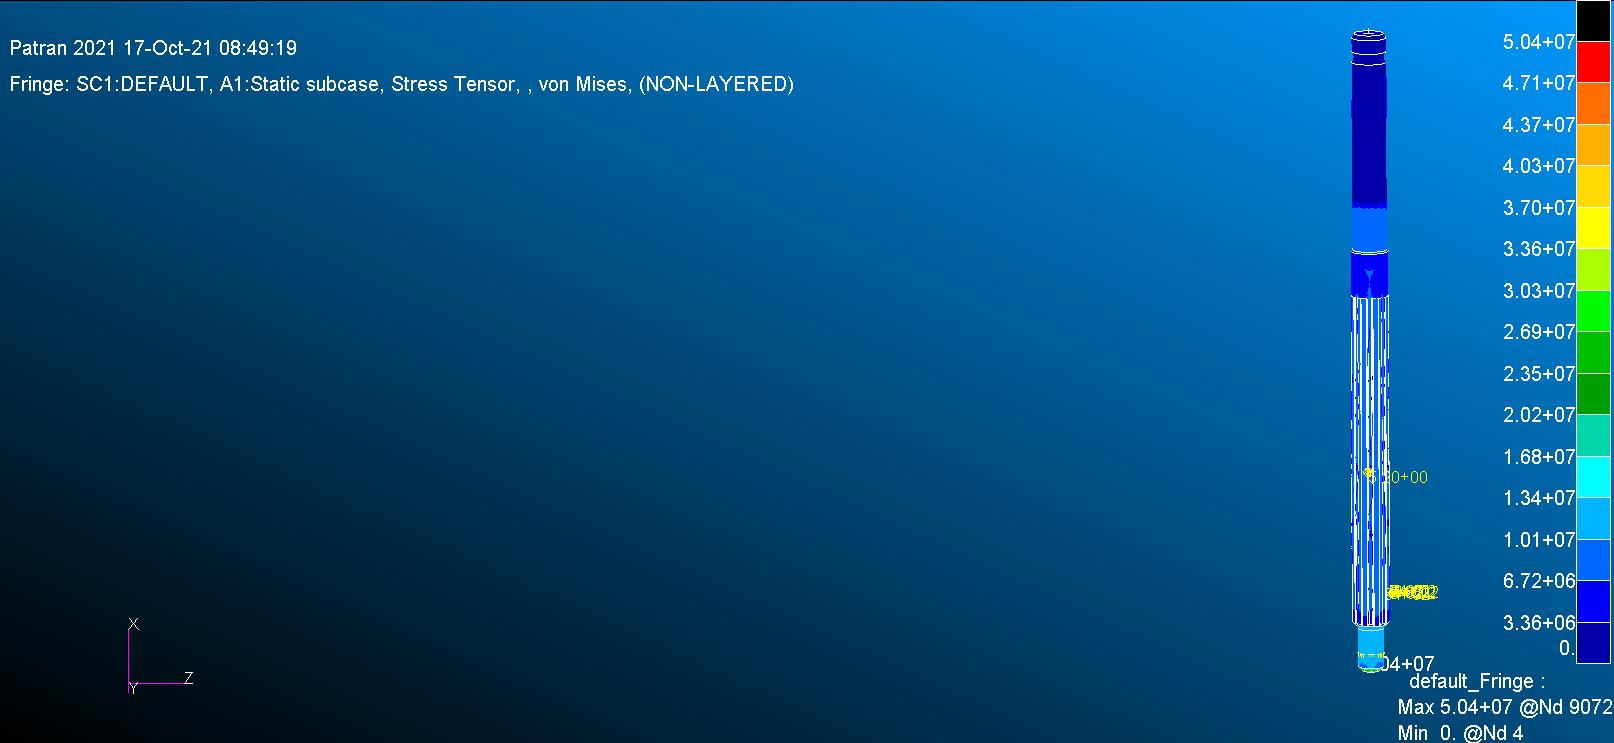 Patran 2021 17-Oct-21 08:49:19
Fringe: SC1:DEFAULT, A1:Static subcase, Stress Tensor, , von Mises, (NON-LAYERED)
5.04+07
4.71+07
4.37+07
4.03+07
3.70+07
3.36+07
3.03+07
2.69+07
2.35+07
2.02+07
1.68+07
1.34+07
1.01+07
6.72+06
3.36+06
0.
X
Z
Y
default_Fringe :
Max 5.04+07 @Nd 9072
Min 0. @Nd 4